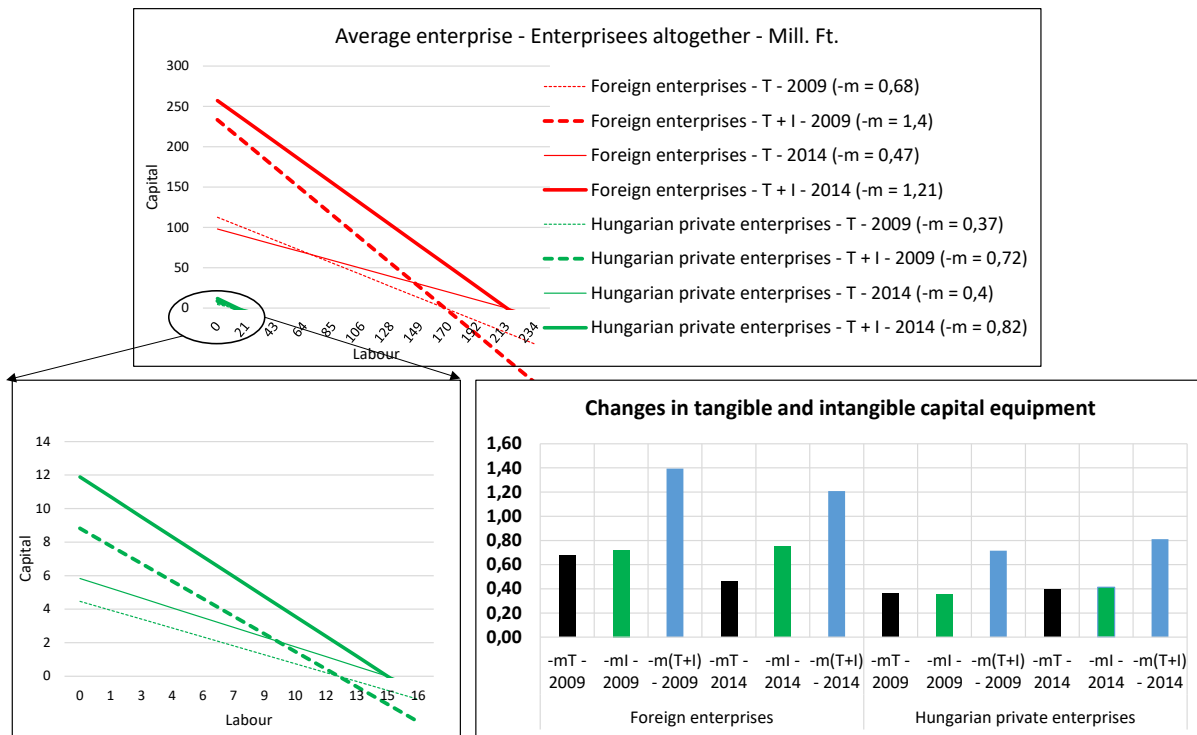 Average enterprise - Enterprisees altogether - Mill. Ft.
300
250
200
150
100
50
0
Capital
0 21 43 64 85 106 128 149 170 192 213 234
Labour
Foreign enterprises - T - 2009 (-m = 0,68)
Foreign enterprises - T + I - 2009 (-m = 1,4)
Foreign enterprises - T - 2014 (-m = 0,47)
Foreign enterprises - T + I - 2014 (-m = 1,21)
Hungarian private enterprises - T - 2009 (-m = 0,37)
Hungarian private enterprises - T + I - 2009 (-m = 0,72)
Hungarian private enterprises - T - 2014 (-m = 0,4)
Hungarian private enterprises - T + I - 2014 (-m = 0,82)
14
12
10
8
6
4
2
0
Capital
0 1 3 4 6 7 9 10 12 13 15 16
Labour
Changes in tangible and intangible capital equipment
1,60
1,40
1,20
1,00
0,80
0,60
0,40
0,20
0,00
-mT - -mI - -m(T+I) -mT - -mI - -m(T+I) -mT - -mI - -m(T+I) -mT - -mI - -m(T+I)
2009 2009 - 2009 2014 2014 - 2014 2009 2009 - 2009 2014 2014 - 2014
Foreign enterprises Hungarian private enterprises